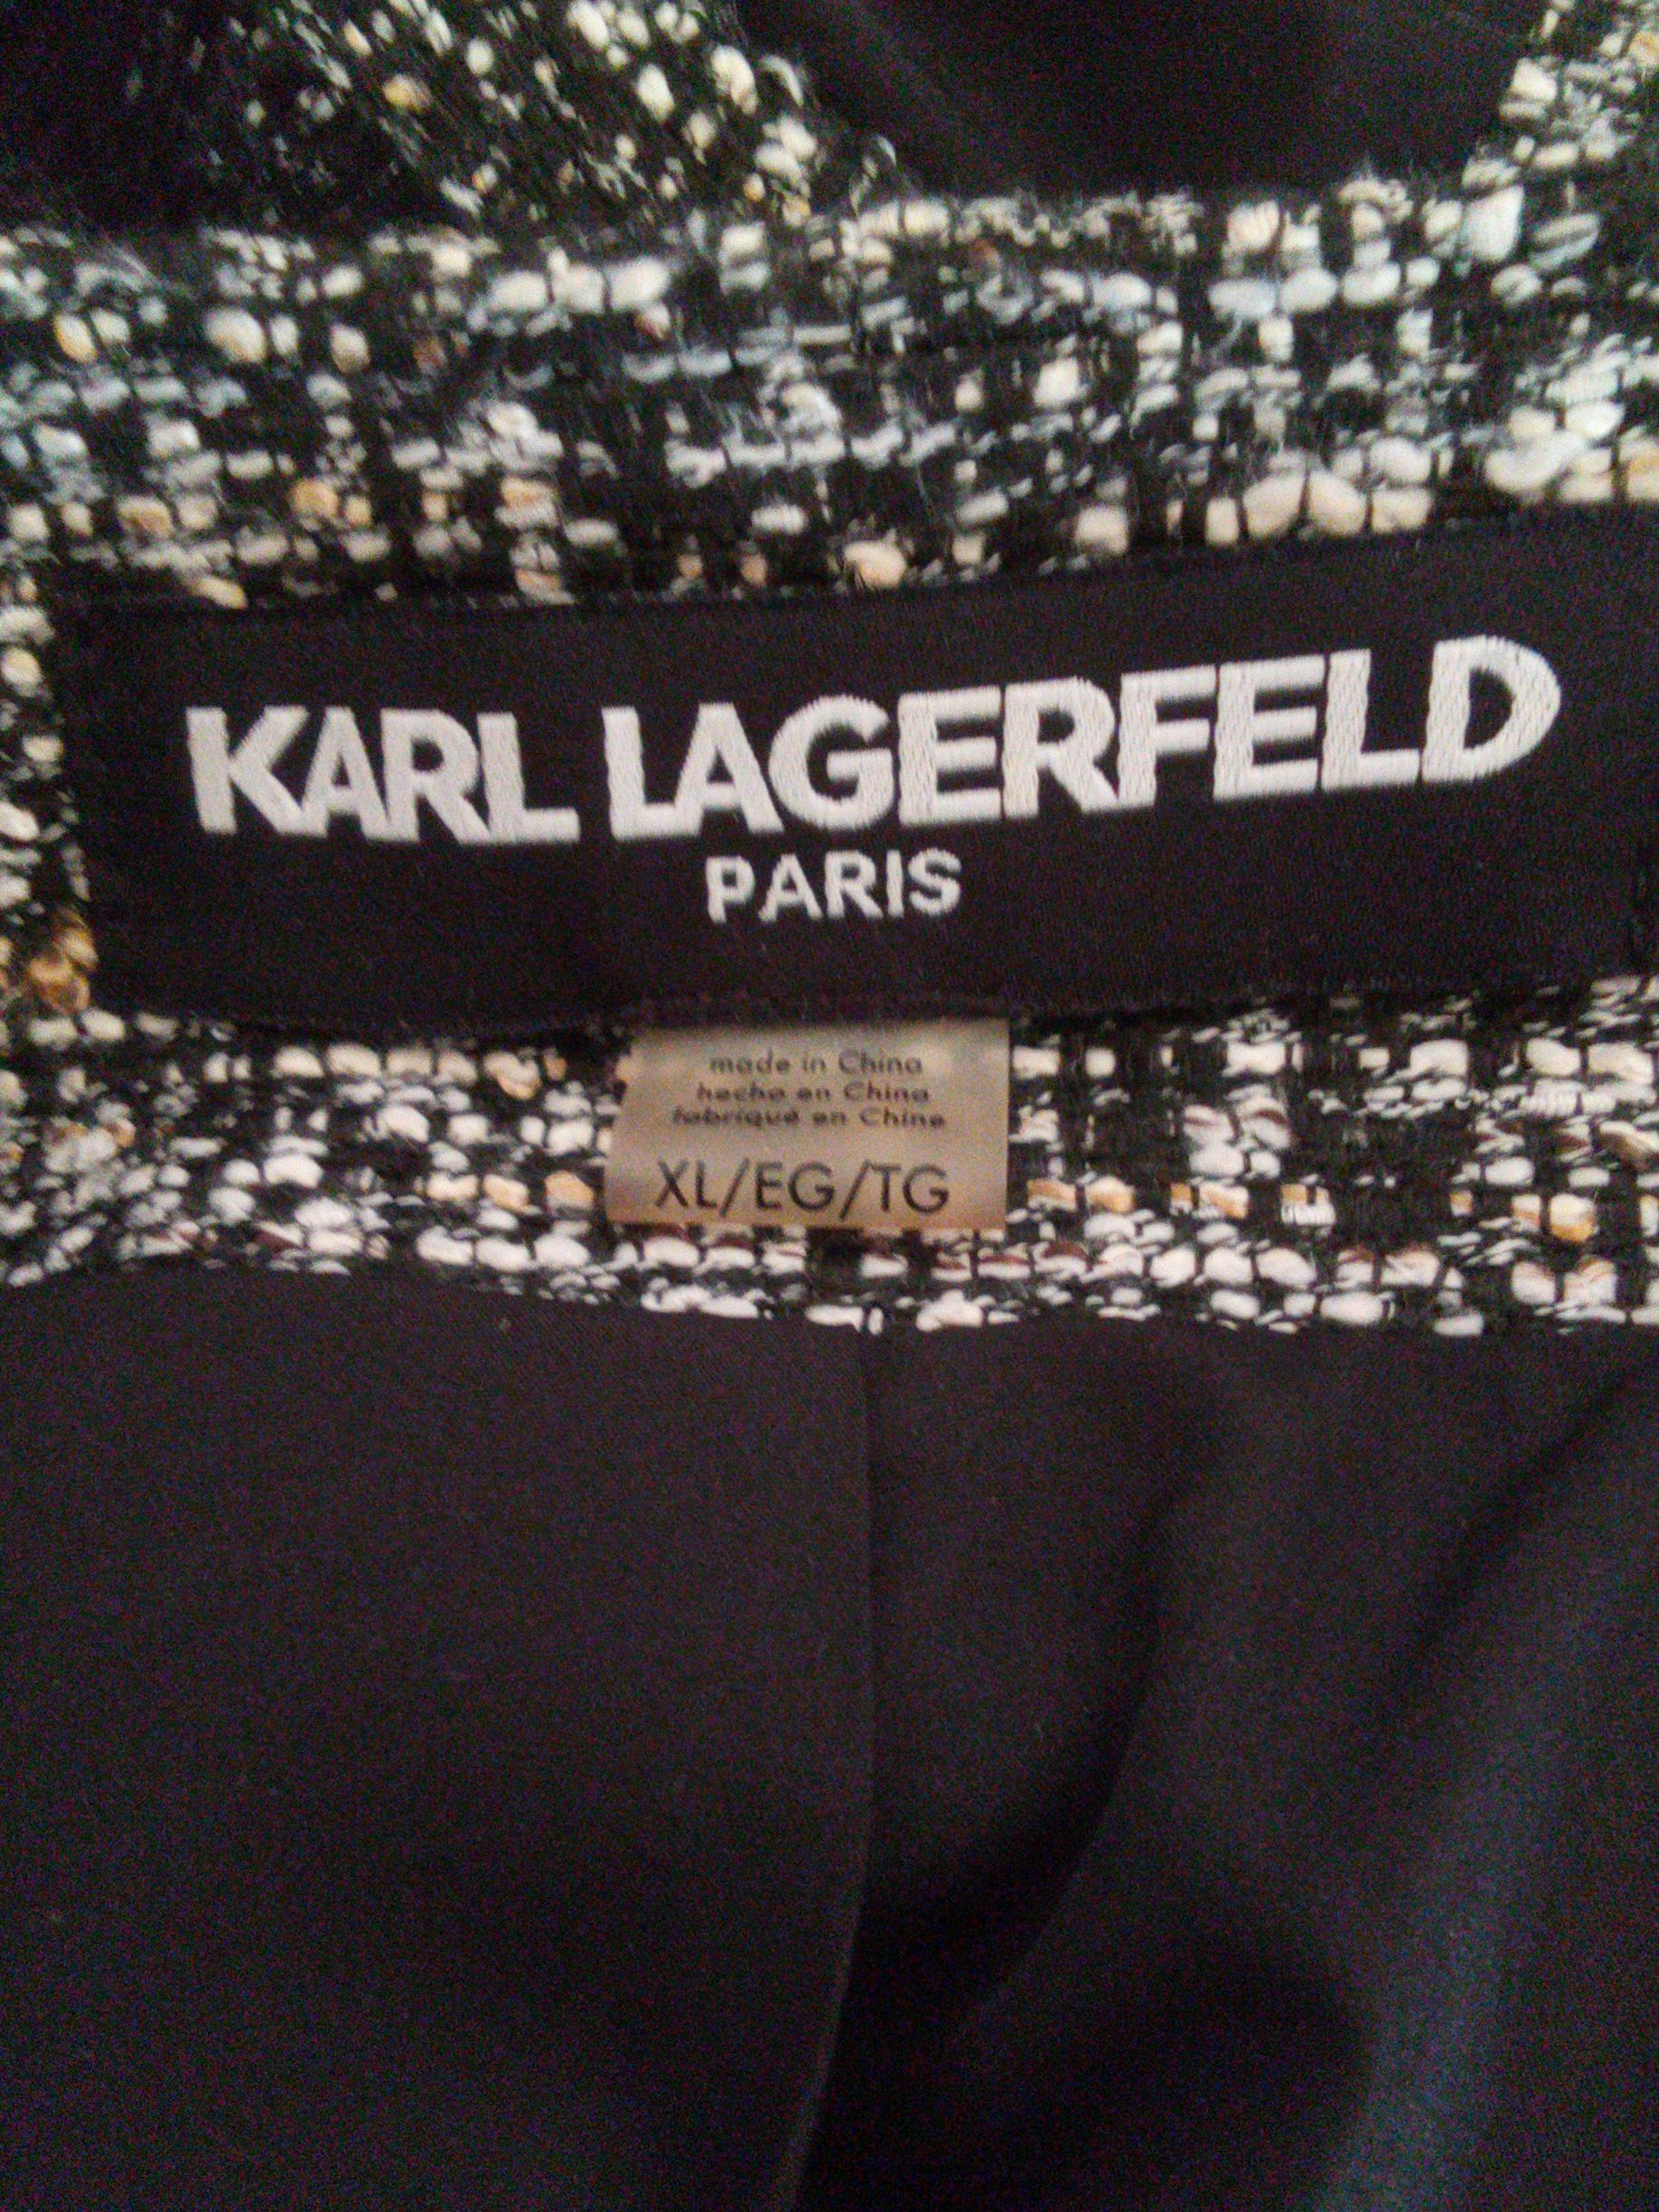 KARL LAGERFELD
PARIS
made in China
hecho en China
fabriqué en Chine
XL/EG/TG